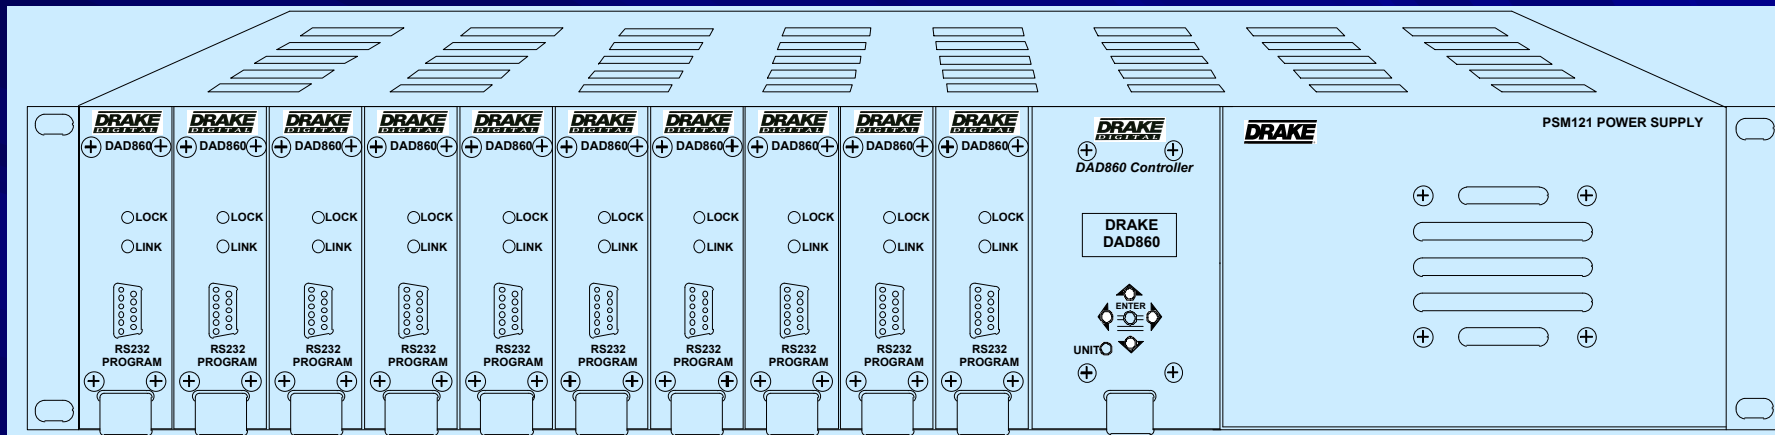 DRAKE
DIGITAL
DAD860
LOCK
LINK
RS232
PROGRAM
DRAKE
DIGITAL
DAD860
LOCK
LINK
RS232
PROGRAM
DRAKE
DIGITAL
DAD860
LOCK
LINK
RS232
PROGRAM
DRAKE
DIGITAL
DAD860
LOCK
LINK
RS232
PROGRAM
DRAKE
DIGITAL
DAD860
LOCK
LINK
RS232
PROGRAM
DRAKE
DIGITAL
DAD860
LOCK
LINK
RS232
PROGRAM
DRAKE
DIGITAL
DAD860
LOCK
LINK
RS232
PROGRAM
DRAKE
DIGITAL
DAD860
LOCK
LINK
RS232
PROGRAM
DRAKE
DIGITAL
DAD860
LOCK
LINK
RS232
PROGRAM
DRAKE
DIGITAL
DAD860
LOCK
LINK
RS232
PROGRAM
DRAKE
DIGITAL
DAD860 Controller
DRAKE
DAD860
ENTER
UNIT
DRAKE
PSM121 POWER SUPPLY